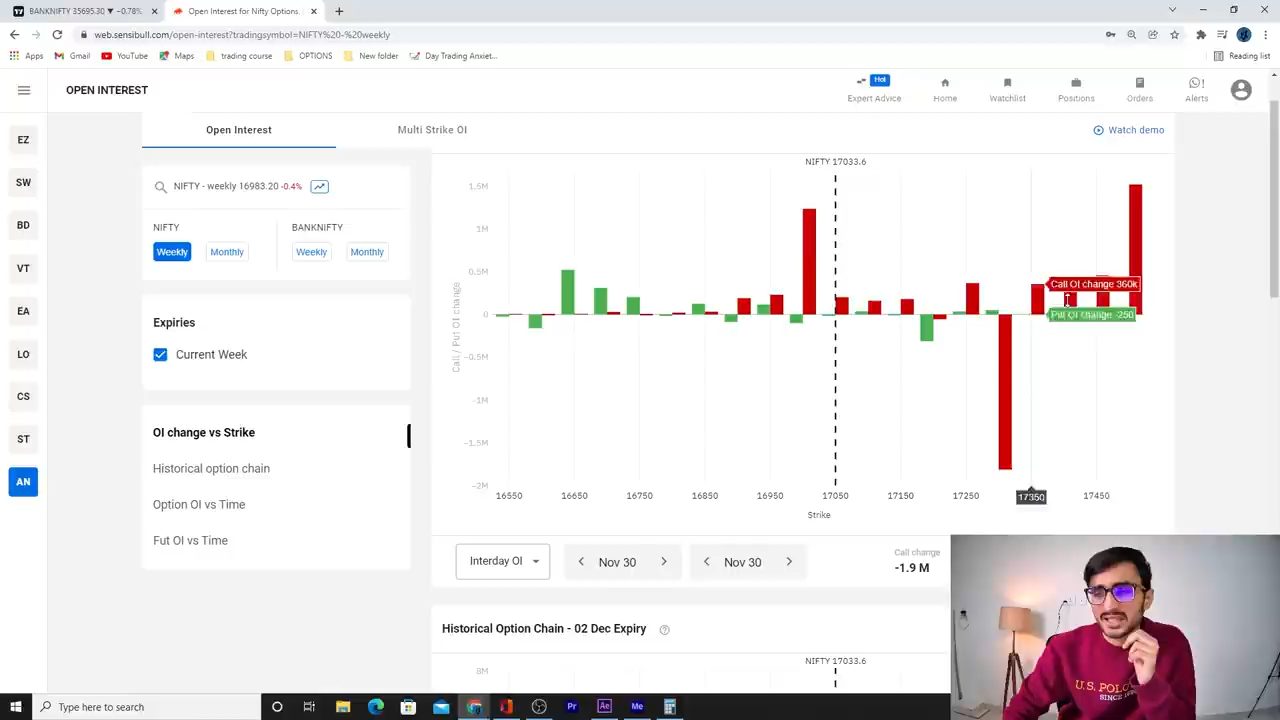 BANKNIFTY 35695.30 ▼ −0.78%
Open Interest for Nifty Options.
web.sensibull.com/open-interest?tradingsymbol=NIFTY%20-%20weekly
Apps
Gmail
YouTube
Maps
trading course
OPTIONS
New folder
Day Trading Anxiet...
Reading list
OPEN INTEREST
Hot
Expert Advice
Home
Watchlist
Positions
Orders
Alerts
EZ
SW
BD
VT
EA
LO
CS
ST
AN
Open Interest
Multi Strike OI
Watch demo
NIFTY - weekly 16983.20 -0.4%
NIFTY
BANKNIFTY
Weekly
Monthly
Weekly
Monthly
Expiries
Current Week
OI change vs Strike
Historical option chain
Option OI vs Time
Fut OI vs Time
NIFTY 17033.6
1.5M
1M
0.5M
0
-0.5M
-1M
-1.5M
-2M
Call / Put OI change
Call OI change 360k
Put OI change -250
16550
16650
16750
16850
16950
17050
17150
17250
17350
17450
Strike
Interday OI
Nov 30
Nov 30
Call change
-1.9 M
Historical Option Chain - 02 Dec Expiry
NIFTY 17033.6
8M
U.S. POLO
SINCE
Type here to search
Pr
Ae
Me